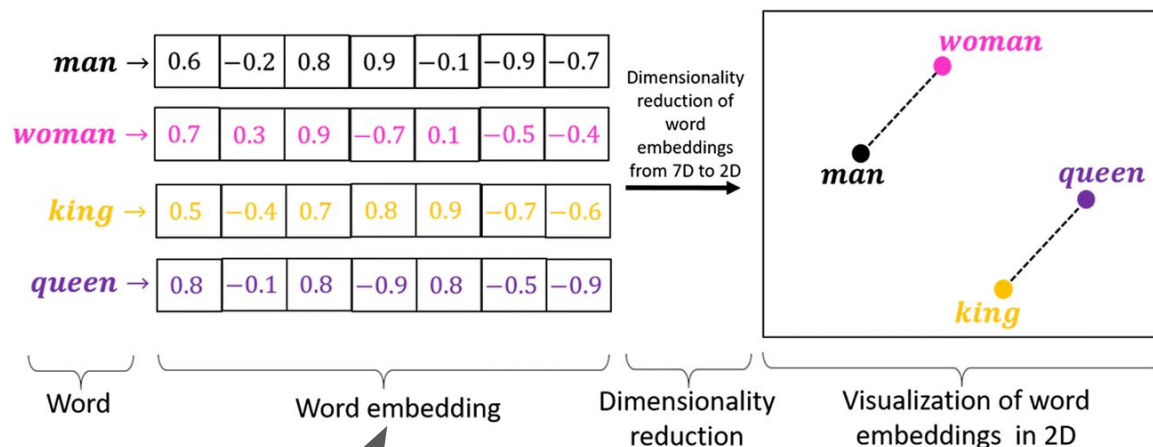 man → 0.6 −0.2 0.8 0.9 −0.1 −0.9 −0.7
woman → 0.7 0.3 0.9 −0.7 0.1 −0.5 −0.4
king → 0.5 −0.4 0.7 0.8 0.9 −0.7 −0.6
queen → 0.8 −0.1 0.8 −0.9 0.8 −0.5 −0.9
Dimensionality
reduction of
word
embeddings
from 7D to 2D
woman
man
queen
king
Word
Word embedding
Dimensionality
reduction
Visualization of word
embeddings in 2D